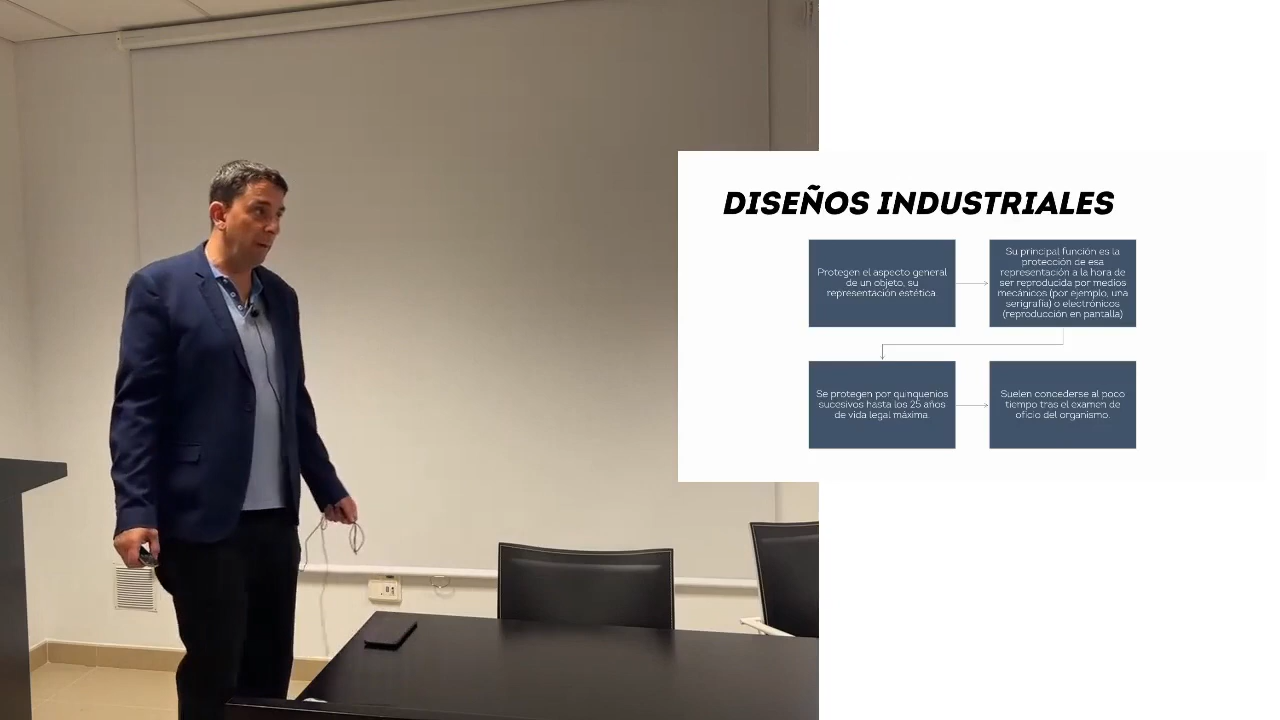 DISEÑOS INDUSTRIALES
Protegen el aspecto general
de un objeto, su
representación estética.
Su principal función es la
protección de esa
representación a la hora de
ser reproducida por medios
mecánicos (por ejemplo, una
serigrafía) o electrónicos
(reproducción en pantalla)
Se protegen por quinquenios
sucesivos hasta los 25 años
de vida legal máxima.
Suelen concederse al poco
tiempo tras el examen de
oficio del organismo.